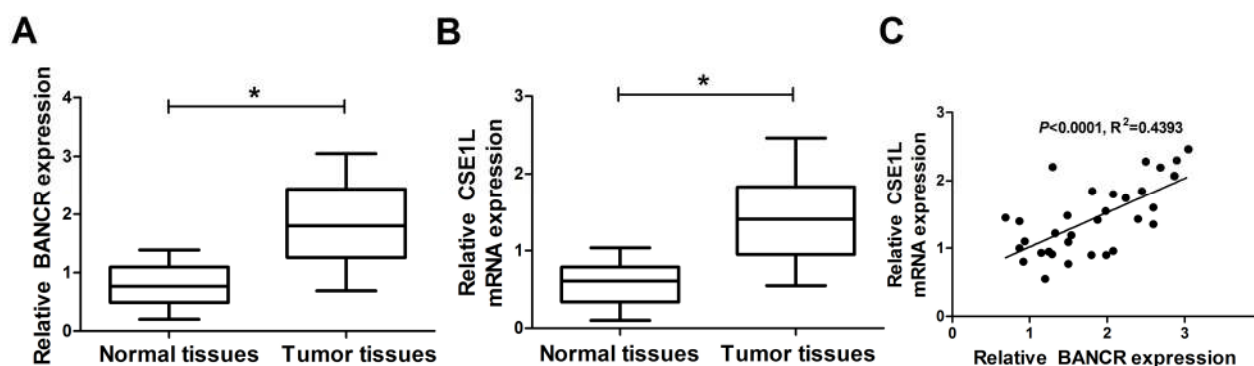 A
Relative BANCR expression
4
3
2
1
0
*
Normal tissues
Tumor tissues
B
Relative CSE1L
mRNA expression
3
2
1
0
*
Normal tissues
Tumor tissues
C
Relative CSE1L
mRNA expression
3
2
1
0
P<0.0001, R²=0.4393
0
1
2
3
Relative BANCR expression